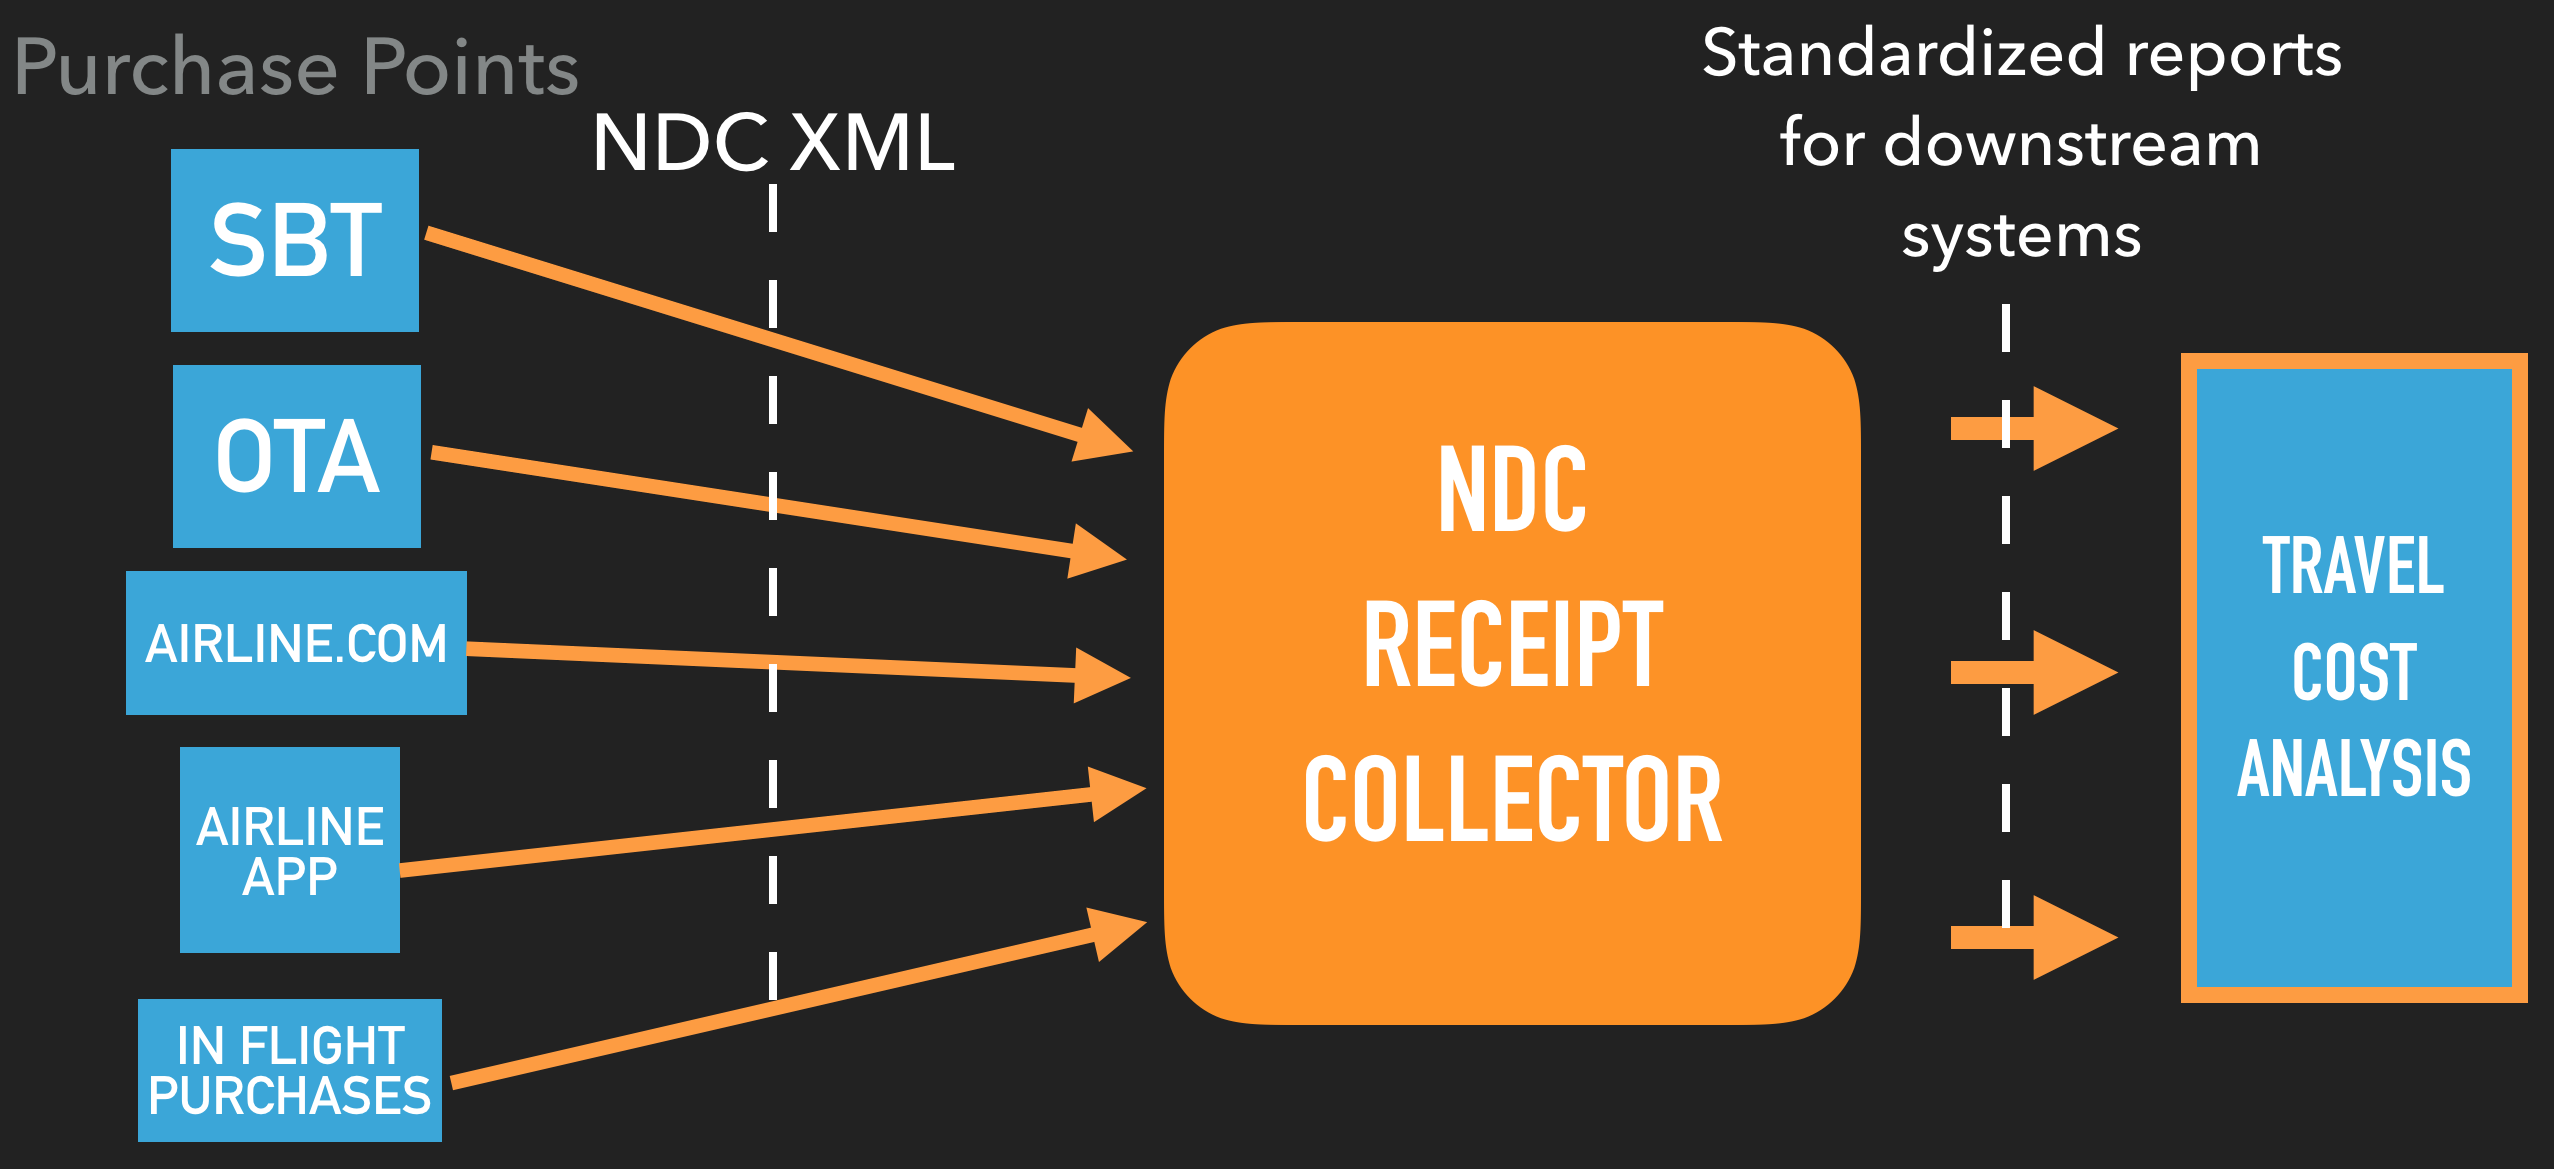 Purchase Points
NDC XML
Standardized reports
for downstream
systems
SBT
OTA
AIRLINE.COM
AIRLINE
APP
IN FLIGHT
PURCHASES
NDC
RECEIPT
COLLECTOR
TRAVEL
COST
ANALYSIS